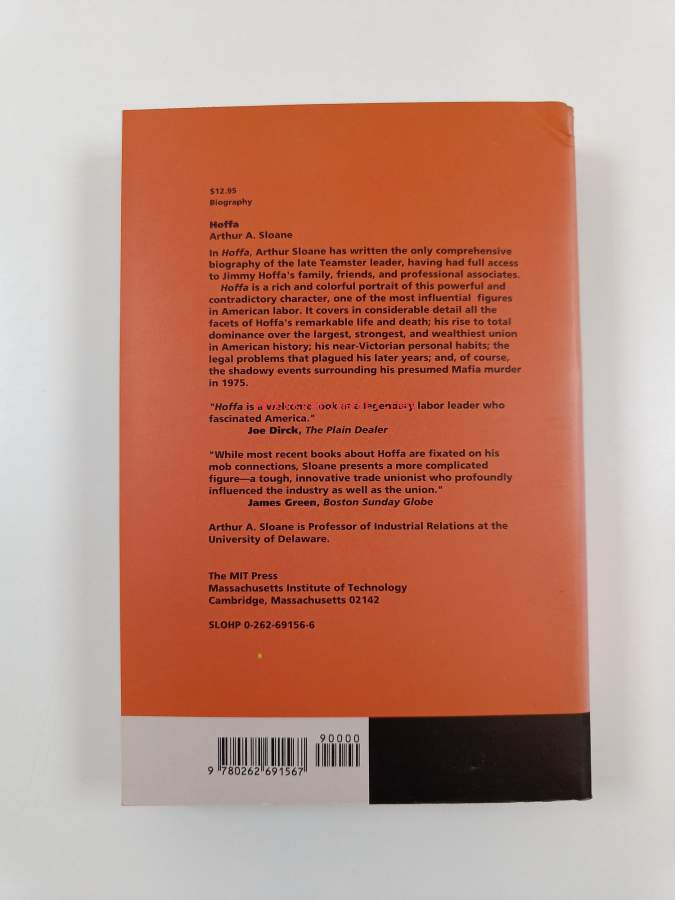 $12.95
Biography
Hoffa
Arthur A. Sloane
In Hoffa, Arthur Sloane has written the only comprehensive
biography of the late Teamster leader, having had full access
to Jimmy Hoffa's family, friends, and professional associates.
Hoffa is a rich and colorful portrait of this powerful and
contradictory character, one of the most influential figures
in American labor. It covers in considerable detail all the
facets of Hoffa's remarkable life and death; his rise to total
dominance over the largest, strongest, and wealthiest union
in American history; his near-Victorian personal habits; the
legal problems that plagued his later years; and, of course,
the shadowy events surrounding his presumed Mafia murder
in 1975.
"Hoffa is a welcome look at a legendary labor leader who
fascinated America."
Joe Dirck, The Plain Dealer
"While most recent books about Hoffa are fixated on his
mob connections, Sloane presents a more complicated
figure—a tough, innovative trade unionist who profoundly
influenced the industry as well as the union."
James Green, Boston Sunday Globe
Arthur A. Sloane is Professor of Industrial Relations at the
University of Delaware.
The MIT Press
Massachusetts Institute of Technology
Cambridge, Massachusetts 02142
SLOHP 0-262-69156-6
90000
9 780262 691567